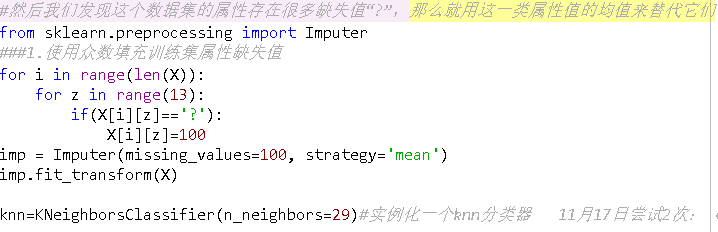 #然后我们发现这个数据集的属性存在很多缺失值“?”，那么就用这一类属性值的均值来替代它们
from sklearn.preprocessing import Imputer
###1.使用众数填充训练集属性缺失值
for i in range(len(X)):
    for z in range(13):
        if(X[i][z]=='?'):
            X[i][z]=100
imp = Imputer(missing_values=100, strategy='mean')
imp.fit_transform(X)
knn=KNeighborsClassifier(n_neighbors=29)#实例化一个knn分类器   11月17日尝试2次：